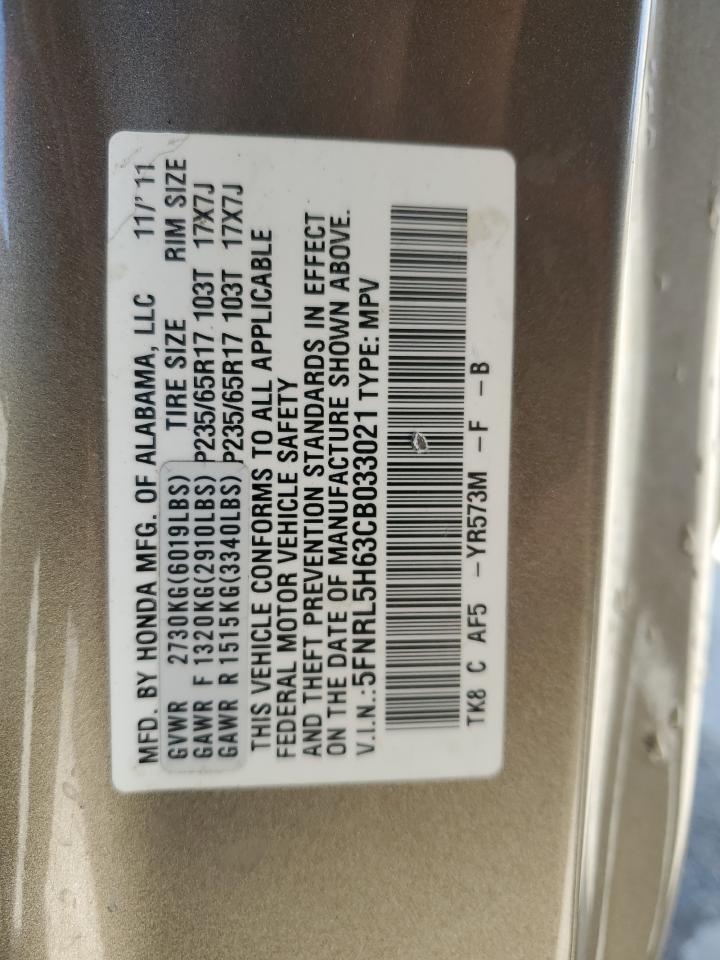 MFD. BY HONDA MFG. OF ALABAMA, LLC 11/'11
GVWR 2730KG(6019LBS) TIRE SIZE RIM SIZE
GAWR F 1320KG(2910LBS) P235/65R17 103T 17X7J
GAWR R 1515KG(3340LBS) P235/65R17 103T 17X7J
THIS VEHICLE CONFORMS TO ALL APPLICABLE
FEDERAL MOTOR VEHICLE SAFETY
AND THEFT PREVENTION STANDARDS IN EFFECT
ON THE DATE OF MANUFACTURE SHOWN ABOVE.
V.I.N.:5FNRL5H63CB033021 TYPE: MPV
TK8 C AF5 -YR573M -F -B